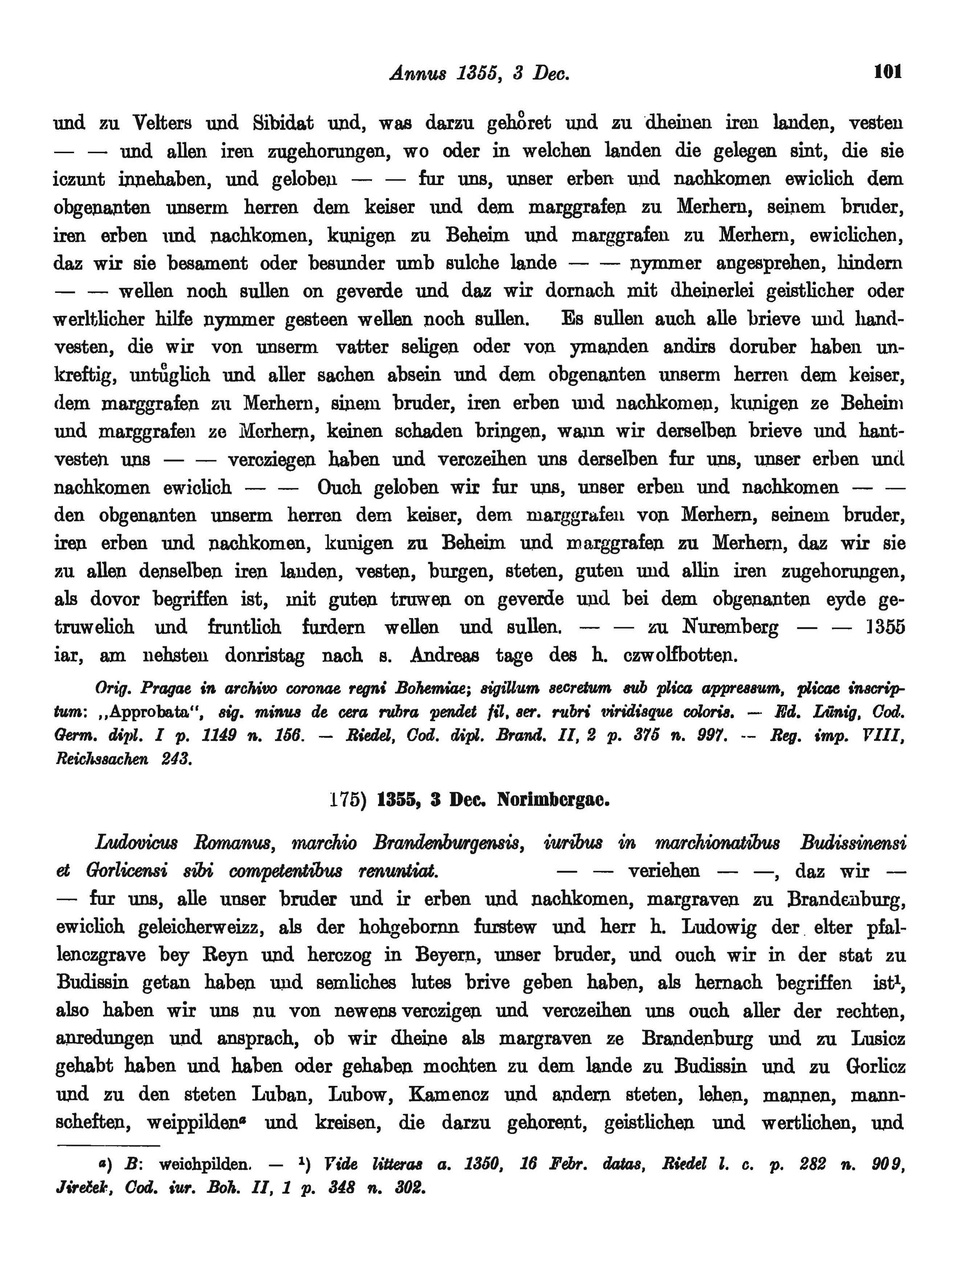 Annus 1355, 3 Dec. 101
und zu Velters und Sibidat und, was darzu gehoͤret und zu dheinen iren landen, vesten
— — und allen iren zugehorungen, wo oder in welchen landen die gelegen sint, die sie
iczunt innehaben, und geloben — — fur uns, unser erben und nachkomen ewiclich dem
obgenanten unserm herren dem keiser und dem marggrafen zu Merhern, seinem bruder,
iren erben und nachkomen, kunigen zu Beheim und marggrafen zu Merhern, ewiclichen,
daz wir sie besament oder besunder umb sulche lande — — nymmer angesprehen, hindern
— — wellen noch sullen on geverde und daz wir dornach mit dheinerlei geistlicher oder
werltlicher hilfe nymmer gesteen wellen noch sullen. Es sullen auch alle brieve und hand-
vesten, die wir von unserm vatter seligen oder von ymanden andirs doruber haben un-
kreftig, untuͦglich und aller sachen absein und dem obgenanten unserm herren dem keiser,
dem marggrafen zu Merhern, sinem bruder, iren erben und nachkomen, kunigen ze Beheim
und marggrafen ze Merhern, keinen schaden bringen, wann wir derselben brieve und hant-
vesten uns — — vercziegen haben und verczeihen uns derselben fur uns, unser erben und
nachkomen ewiclich — — Ouch geloben wir fur uns, unser erben und nachkomen — —
den obgenanten unserm herren dem keiser, dem marggrafen von Merhern, seinem bruder,
iren erben und nachkomen, kunigen zu Beheim und marggrafen zu Merhern, daz wir sie
zu allen denselben iren landen, vesten, burgen, steten, guten und allin iren zugehorungen,
als dovor begriffen ist, mit guten truwen on geverde und bei dem obgenanten eyde ge-
truwelich und fruntlich furdern wellen und sullen. — — zu Nuremberg — — 1355
iar, am nehsten donristag nach s. Andreas tage des h. czwolfbotten.
Orig. Pragae in archivo coronae regni Bohemiae; sigillum secretum sub plica appressum, plicae inscrip-
tum: ,,Approbata", sig. minus de cera rubra pendet fil. ser. rubri viridisque coloris. — Ed. Lünig, Cod.
Germ. dipl. I p. 1149 n. 156. — Riedel, Cod. dipl. Brand. II, 2 p. 375 n. 997. — Reg. imp. VIII,
Reichssachen 243.
175) 1355, 3 Dec. Norimbergae.
Ludovicus Romanus, marchio Brandenburgensis, iuribus in marchionatibus Budissinensi
et Gorlicensi sibi competentibus renuntiat. — — veriehen — —, daz wir —
— fur uns, alle unser bruder und ir erben und nachkomen, margraven zu Brandenburg,
ewiclich geleicherweizz, als der hohgebornn furstew und herr h. Ludowig der elter pfal-
lenczgrave bey Reyn und herczog in Beyern, unser bruder, und ouch wir in der stat zu
Budissin getan haben und semliches lutes brive geben haben, als hernach begriffen ist¹,
also haben wir uns nu von newens verczigen und verczeihen uns ouch aller der rechten,
anredungen und ansprach, ob wir dheine als margraven ze Brandenburg und zu Lusicz
gehabt haben und haben oder gehaben mochten zu dem lande zu Budissin und zu Gorlicz
und zu den steten Luban, Lubow, Kamencz und andern steten, lehen, mannen, mann-
scheften, weippildenᵃ und kreisen, die darzu gehorent, geistlichen und wertlichen, und
ᵃ) B: weichpilden. — ¹) Vide litteras a. 1350, 16 Febr. datas, Riedel l. c. p. 282 n. 909,
Jireček, Cod. iur. Boh. II, 1 p. 348 n. 302.